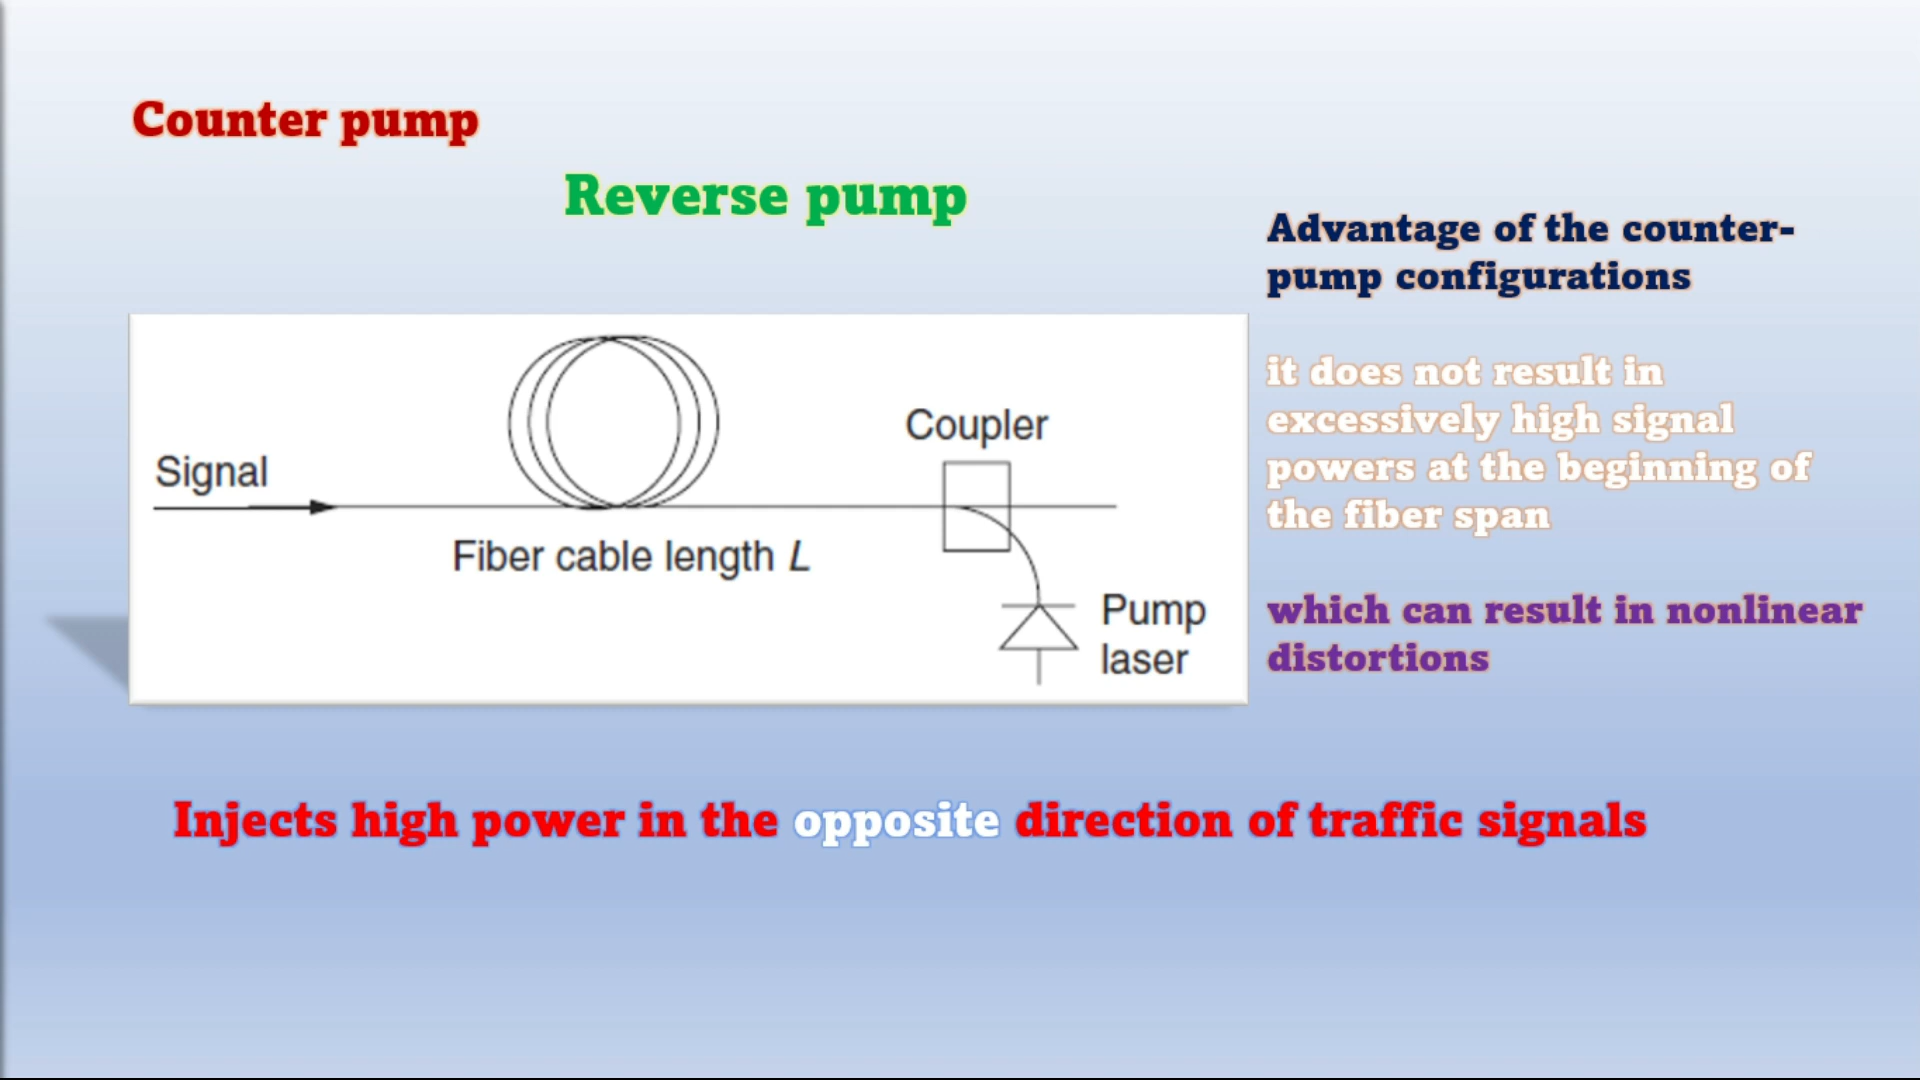 Counter pump
Reverse pump
Signal
Fiber cable length L
Coupler
Pump
laser
Advantage of the counter-
pump configurations
it does not result in
excessively high signal
powers at the beginning of
the fiber span
which can result in nonlinear
distortions
Injects high power in the opposite direction of traffic signals